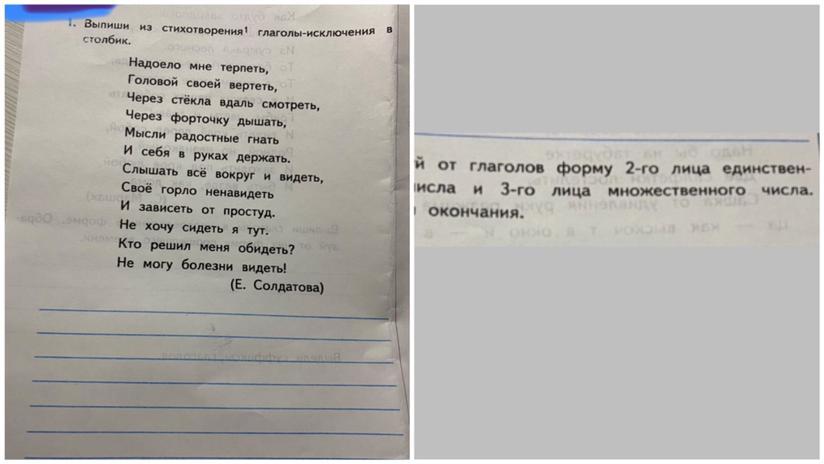 1. Выпиши из стихотворения¹ глаголы-исключения в
столбик.
Надоело мне терпеть,
Головой своей вертеть,
Через стёкла вдаль смотреть,
Через форточку дышать,
Мысли радостные гнать
И себя в руках держать.
Слышать всё вокруг и видеть,
Своё горло ненавидеть
И зависеть от простуд.
Не хочу сидеть я тут.
Кто решил меня обидеть?
Не могу болезни видеть!
(Е. Солдатова)
й от глаголов форму 2-го лица единствен-
исла и 3-го лица множественного числа.
окончания.